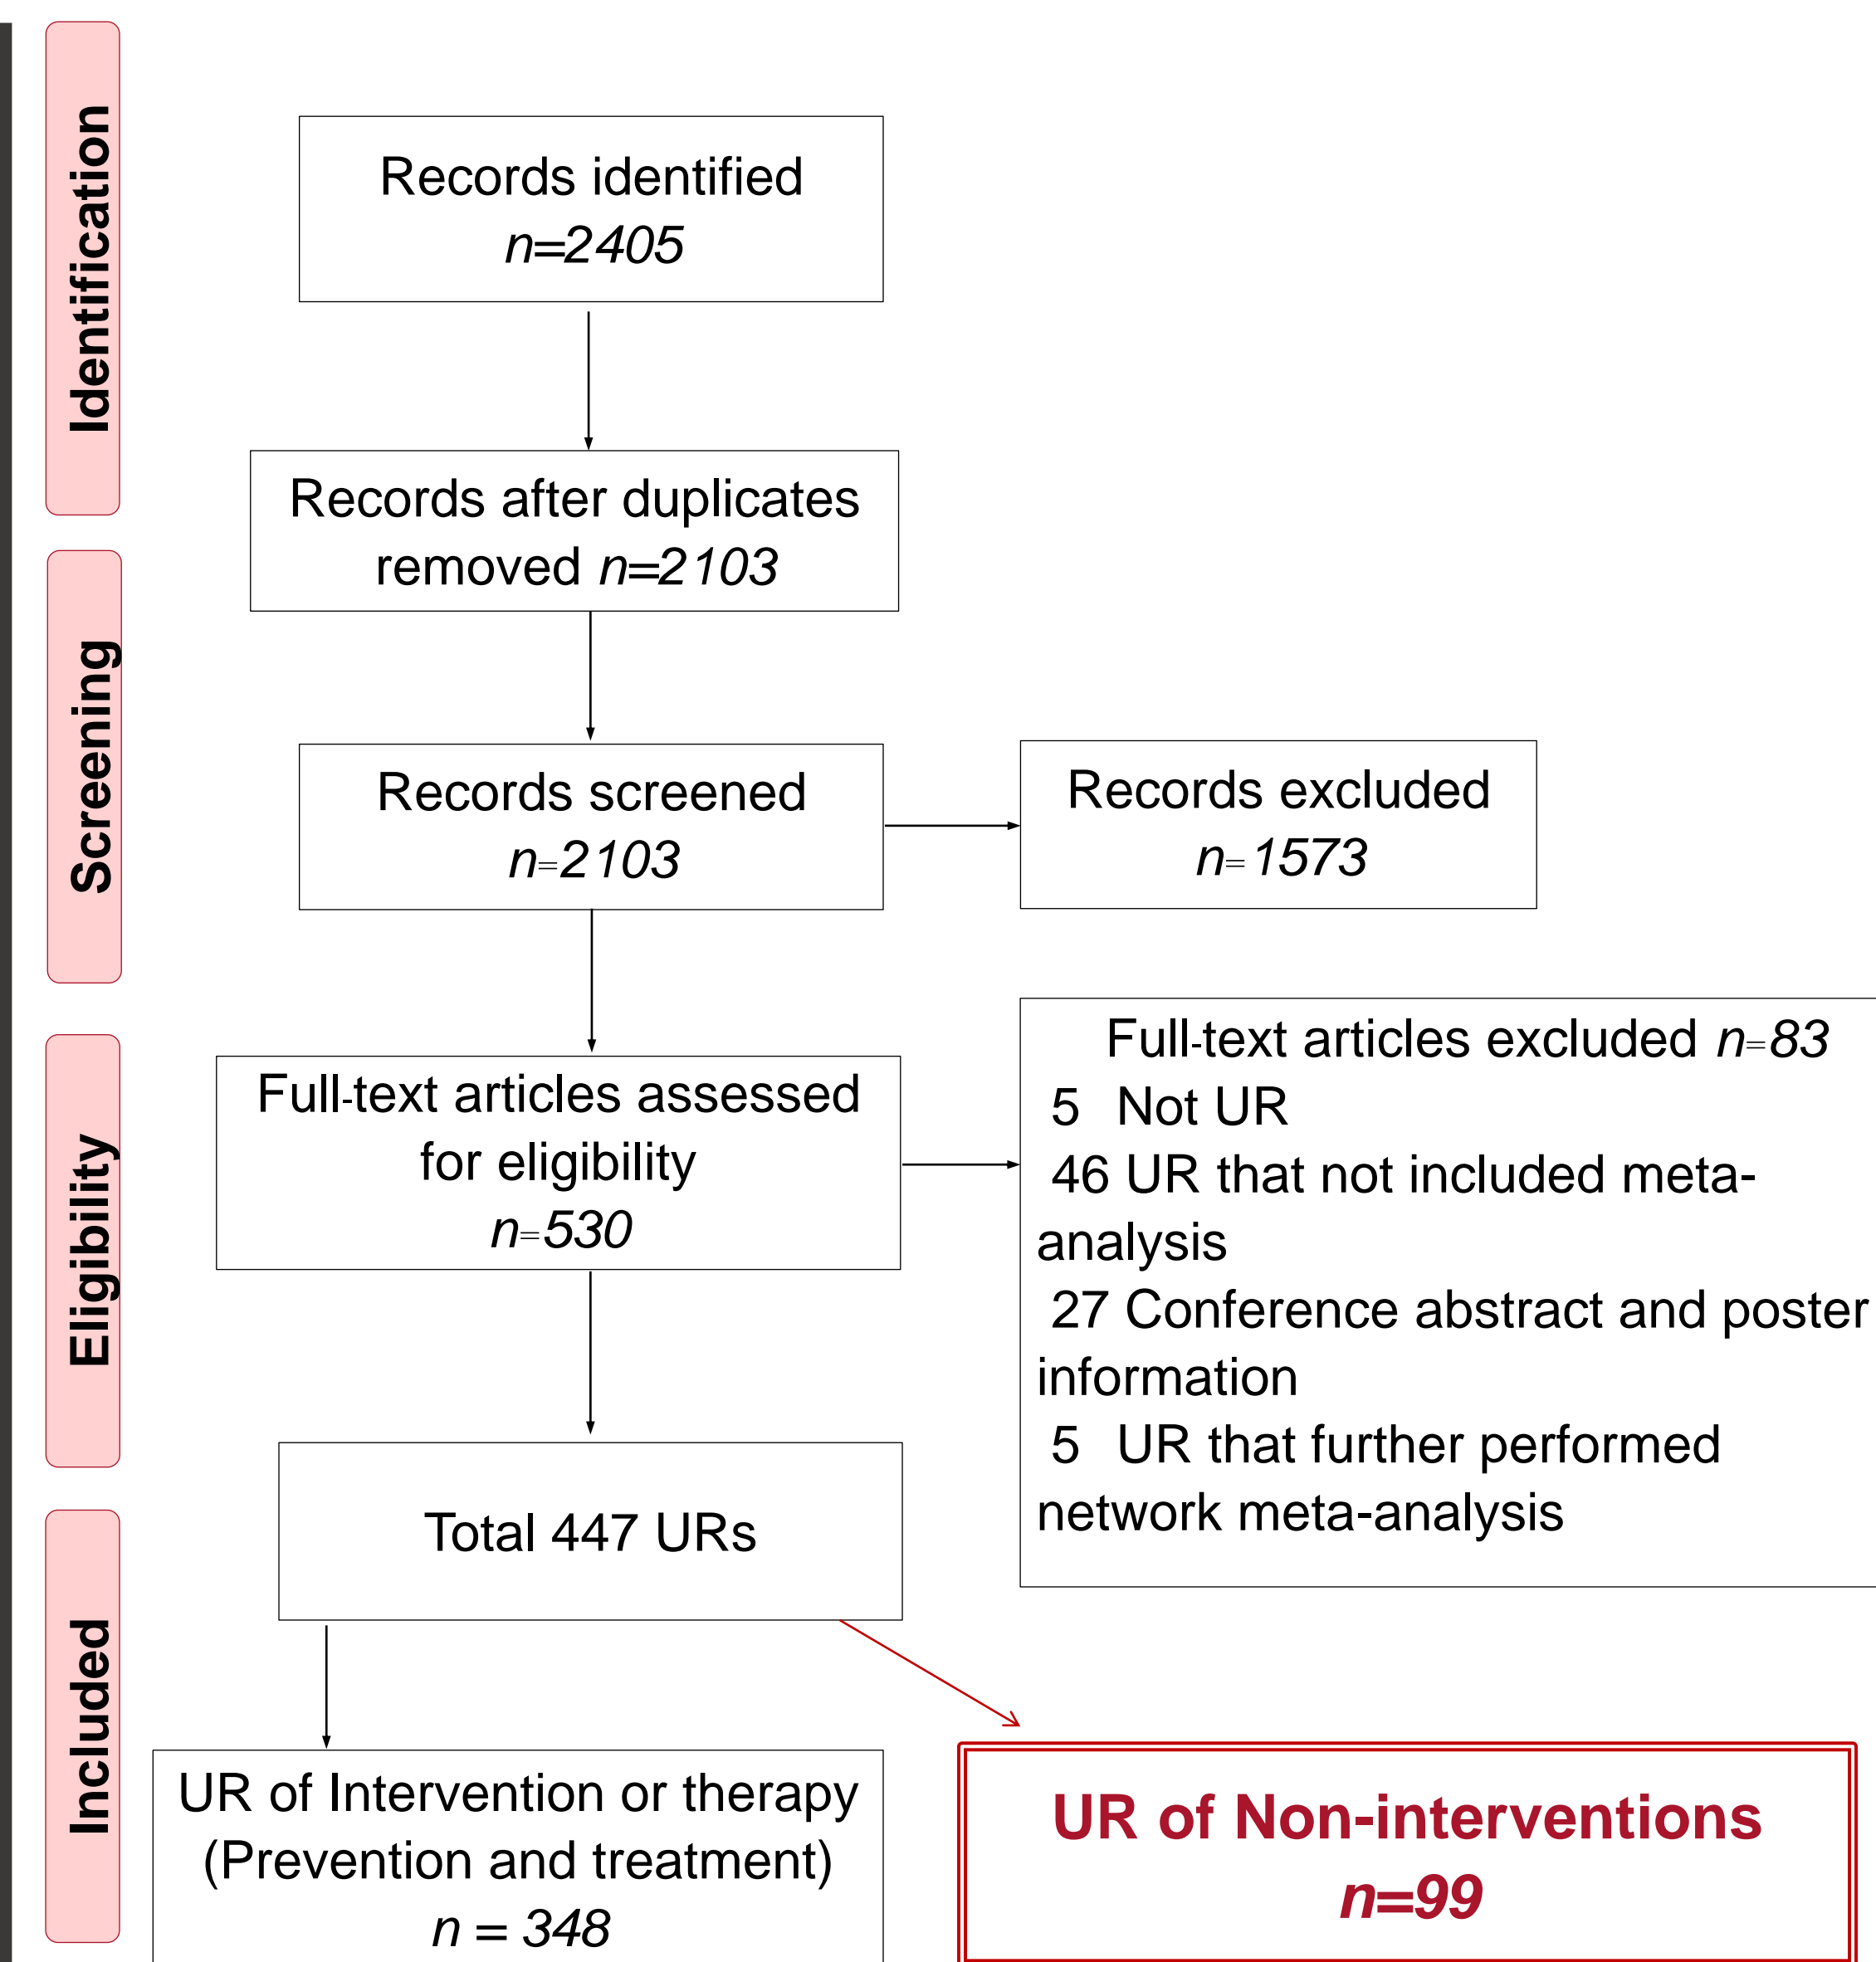 Identification
Records identified
n=2405
Records after duplicates
removed n=2103
Screening
Records screened
n=2103
Records excluded
n=1573
Eligibility
Full-text articles assessed
for eligibility
n=530
Full-text articles excluded n=83
5 Not UR
46 UR that not included meta-
analysis
27 Conference abstract and poster
information
5 UR that further performed
network meta-analysis
Total 447 URs
Included
UR of Intervention or therapy
(Prevention and treatment)
n = 348
UR of Non-interventions
n=99